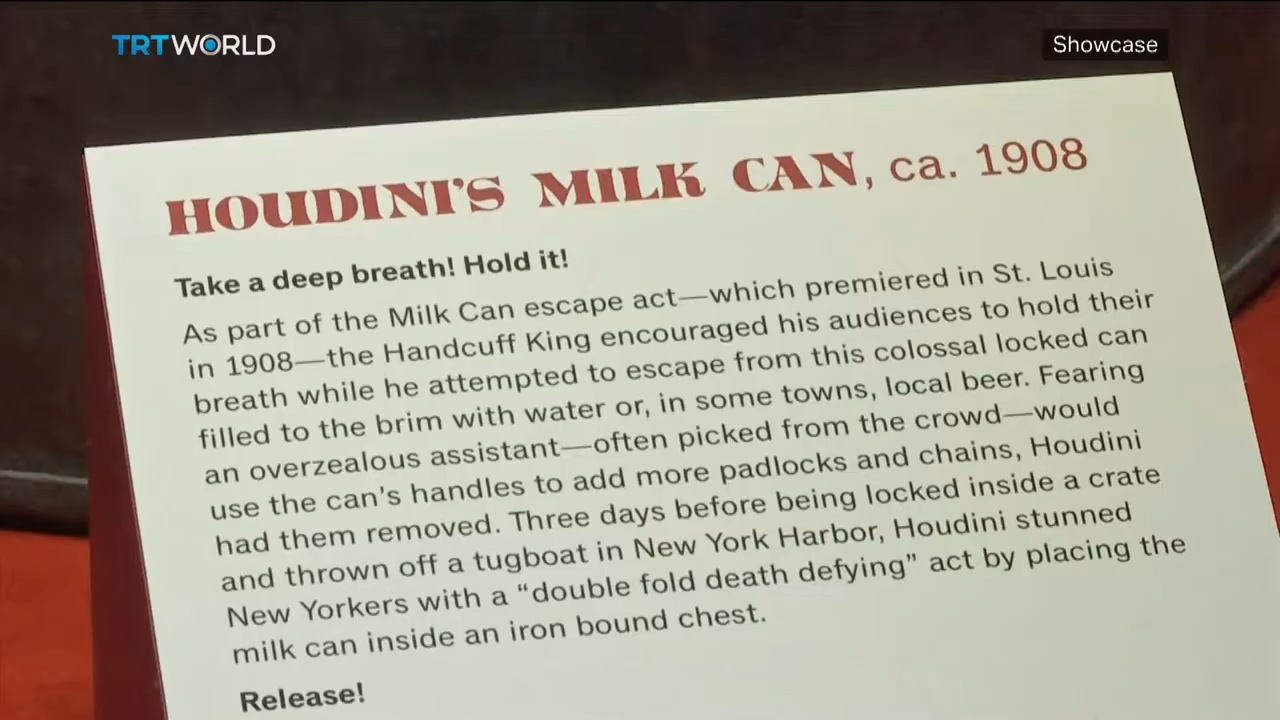 TRT WORLD
Showcase
HOUDINI'S MILK CAN, ca. 1908
Take a deep breath! Hold it!
As part of the Milk Can escape act—which premiered in St. Louis
in 1908—the Handcuff King encouraged his audiences to hold their
breath while he attempted to escape from this colossal locked can
filled to the brim with water or, in some towns, local beer. Fearing
an overzealous assistant—often picked from the crowd—would
use the can's handles to add more padlocks and chains, Houdini
had them removed. Three days before being locked inside a crate
and thrown off a tugboat in New York Harbor, Houdini stunned
New Yorkers with a “double fold death defying” act by placing the
milk can inside an iron bound chest.
Release!